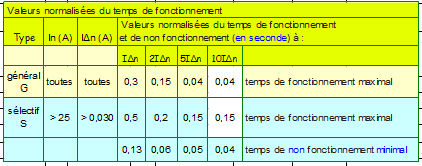 Valeurs normalisées du temps de fonctionnement
Type In (A) IΔn (A) Valeurs normalisées du temps de fonctionnement
et de non fonctionnement (en seconde) à :
IΔn 2IΔn 5IΔn 10IΔn
général G toutes toutes 0,3 0,15 0,04 0,04 temps de fonctionnement maximal
sélectif S > 25 > 0,030 0,5 0,2 0,15 0,15 temps de fonctionnement maximal
0,13 0,06 0,05 0,04 temps de non fonctionnement minimal